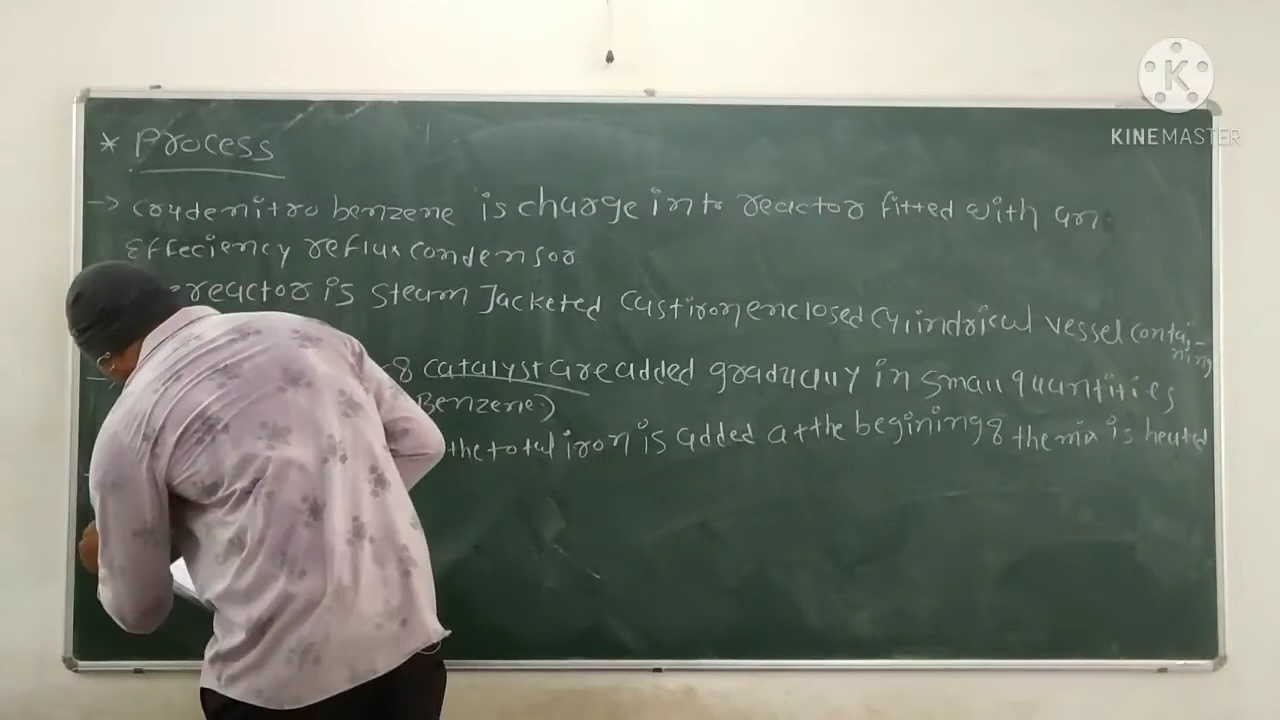 KINEMASTER
* Process
→ Crude nitro benzene is charge in to reactor fitted with an
Effeciency reflux condensor
reactor is steam Jacketed cast iron enclosed cylindrical vessel contai-
ning
→ & catalyst are added gradually in small quantities
Benzene)
the total iron is added at the begining & the mix is heated